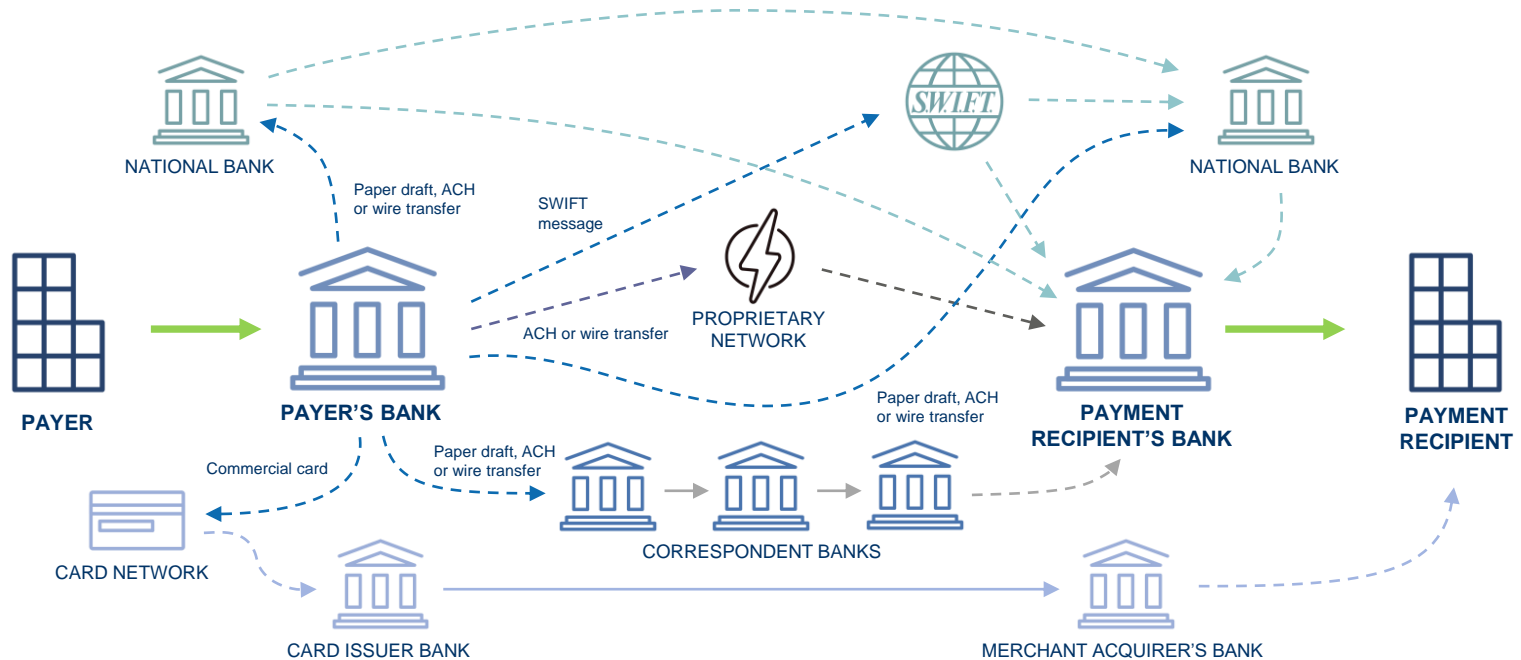 S.W.I.F.T.
NATIONAL BANK
NATIONAL BANK
Paper draft, ACH
or wire transfer
SWIFT
message
PROPRIETARY
NETWORK
ACH or wire transfer
PAYER
PAYER'S BANK
Paper draft, ACH
or wire transfer
PAYMENT
RECIPIENT'S BANK
PAYMENT
RECIPIENT
Commercial card
Paper draft, ACH
or wire transfer
CORRESPONDENT BANKS
CARD NETWORK
CARD ISSUER BANK
MERCHANT ACQUIRER'S BANK